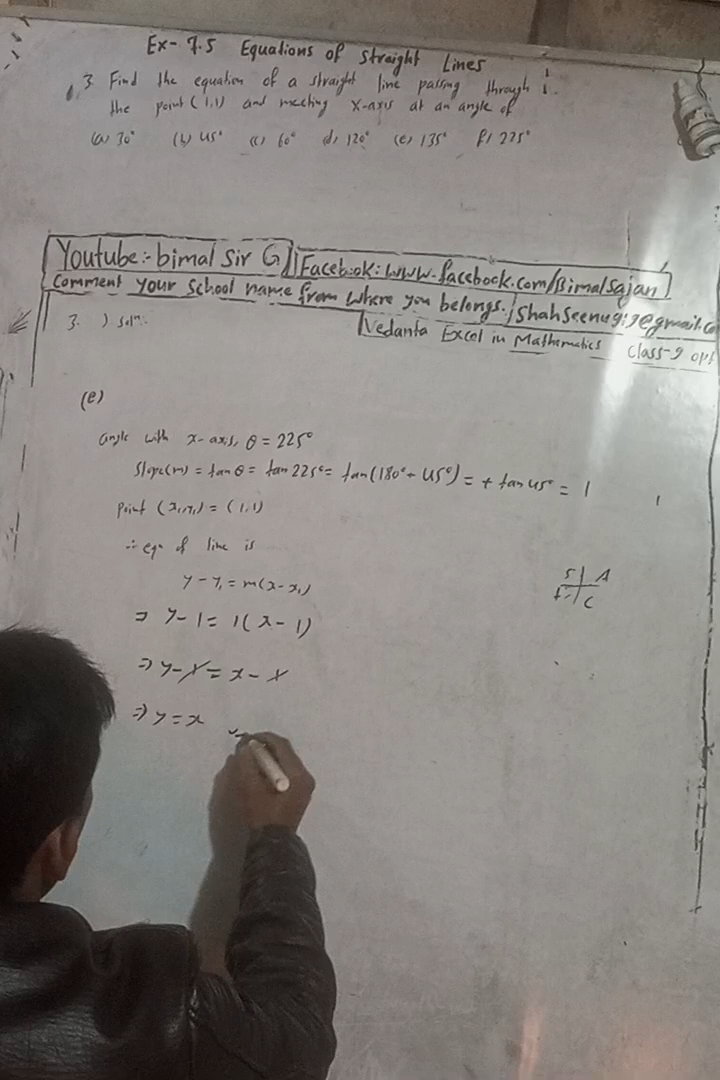 Ex- 7.5 Equations of Straight Lines
3. Find the equation of a straight line passing through
the point (1,1) and meeting x-axis at an angle of
(a) 30° (b) 45° (c) 60° d) 120° (e) 135° f) 225°
Youtube:- bimal Sir G Facebook: www.facebook.com/Bimalsajan
Comment your School name from where you belongs.
Vedanta Excel in Mathematics Class-9 opt
3. ) soln:
(e)
angle with x-axis, θ = 225°
Slope(m) = tan θ = tan 225° = tan(180° + 45°) = + tan 45° = 1
Point (x₁,y₁) = (1,1)
∴ eqn of line is
y - y₁ = m(x - x₁)
⇒ y - 1 = 1(x - 1)
⇒ y - 1 = x - 1
⇒ y = x
S A
T C